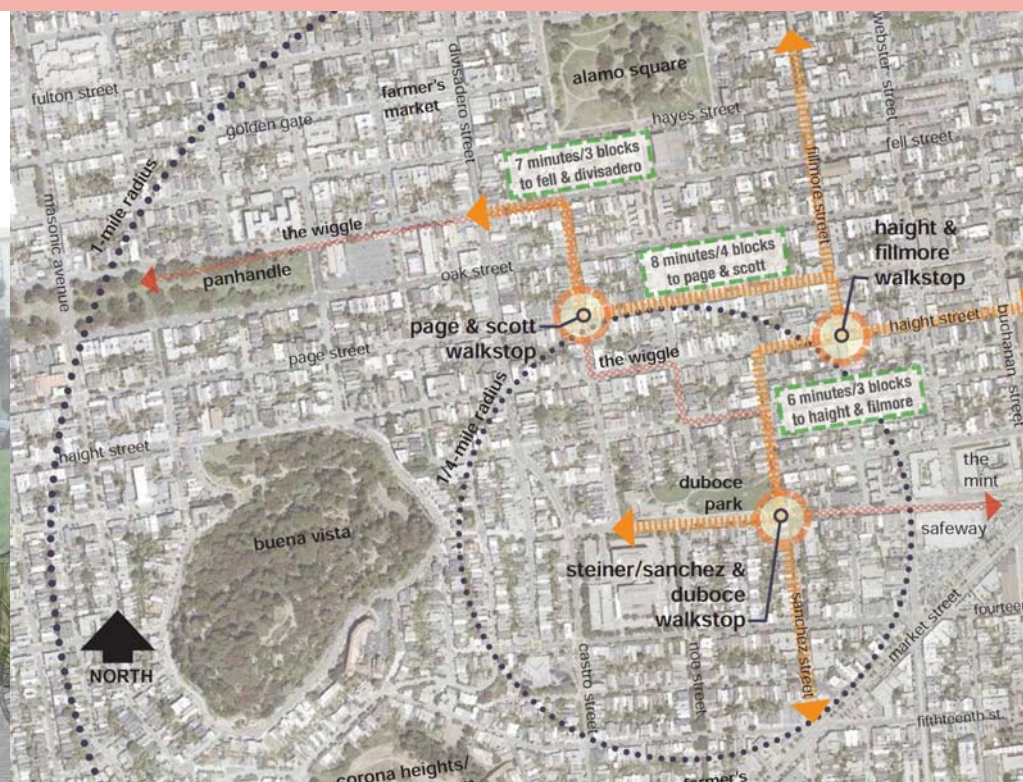 fulton street
golden gate
divisadero street
farmer's
market
alamo square
hayes street
webster street
fell street
fillmore street
7 minutes/3 blocks
to fell & divisadero
masonic avenue
1-mile radius
the wiggle
panhandle
oak street
8 minutes/4 blocks
to page & scott
haight &
fillmore
walkstop
page & scott
walkstop
page street
haight street
buchanan street
the wiggle
6 minutes/3 blocks
to haight & filmore
1/4-mile radius
haight street
duboce
park
the
mint
safeway
buena vista
steiner/sanchez &
duboce
walkstop
sanchez street
market street
fourteen
NORTH
castro street
noe street
fifthteenth st.
corona heights/
farmer's